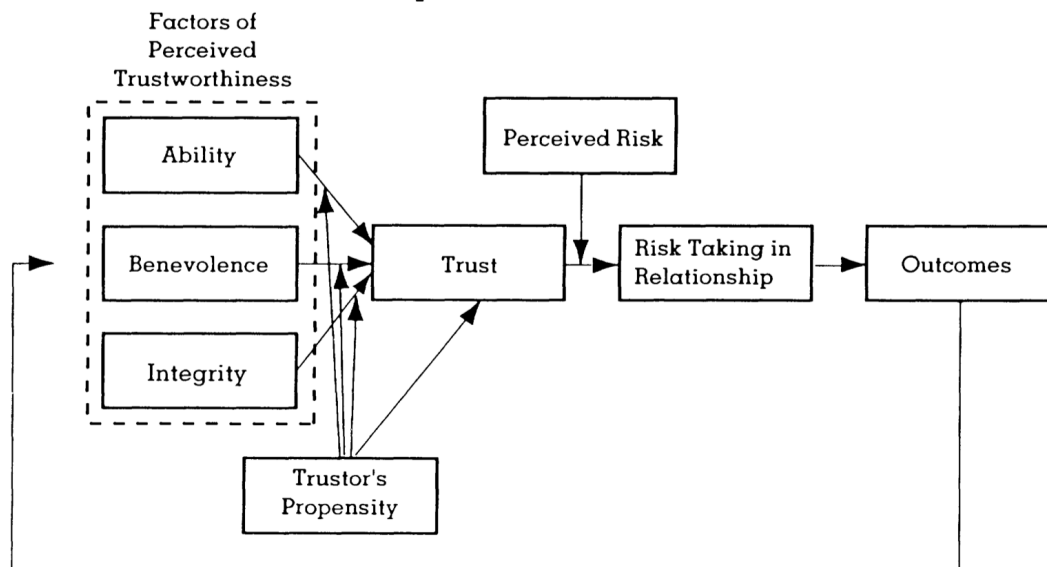 Factors of
Perceived
Trustworthiness
Ability
Benevolence
Integrity
Trustor's
Propensity
Trust
Perceived Risk
Risk Taking in
Relationship
Outcomes